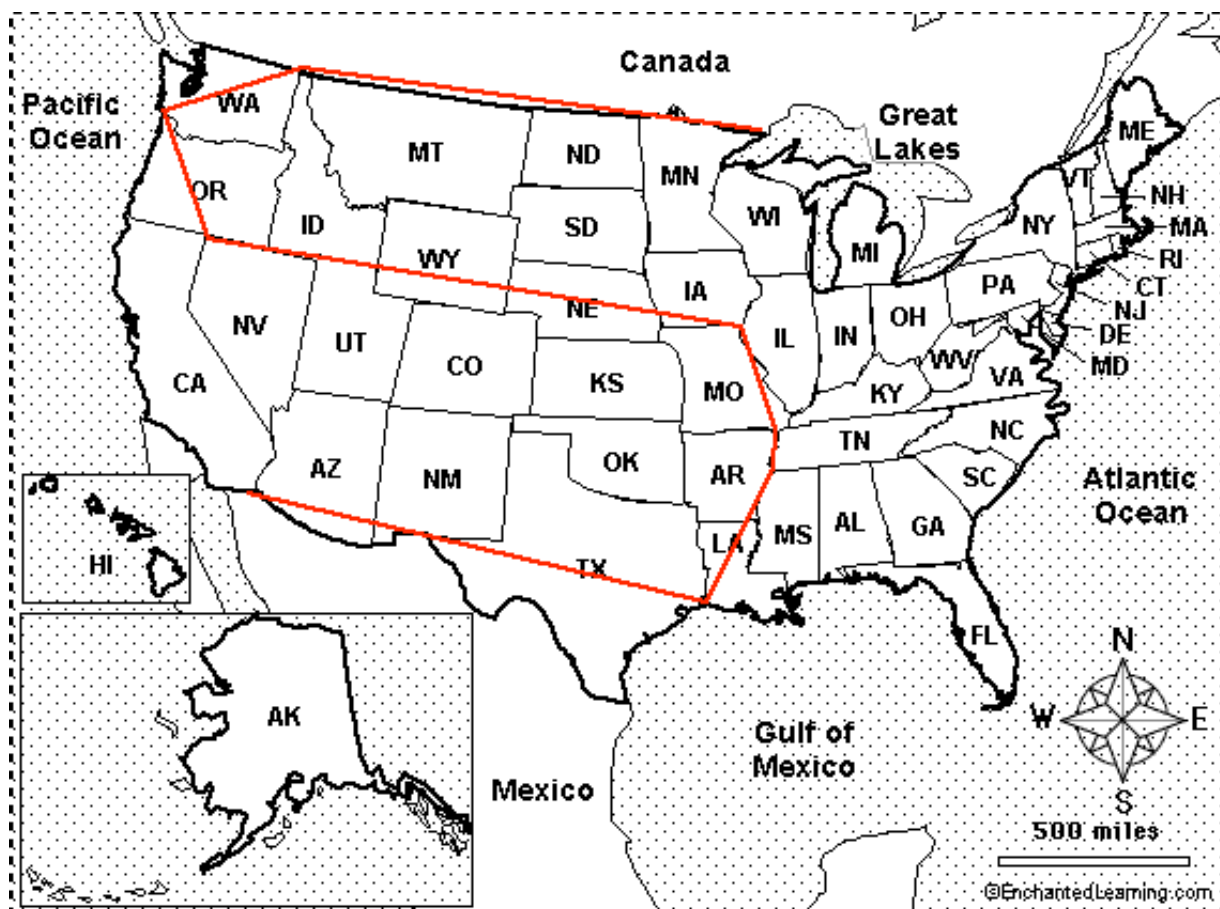 Canada
Pacific
Ocean
WA
Great
Lakes
ME
MT
ND
MN
VT
OR
NH
WI
ID
SD
NY
MA
MI
WY
RI
IA
PA
CT
NE
NJ
NV
OH
IL
IN
DE
UT
WV
MD
CO
KS
VA
CA
MO
KY
NC
TN
AZ
OK
AR
SC
NM
Atlantic
Ocean
MS
AL
GA
LA
HI
TX
FL
N
AK
W
E
Gulf of
Mexico
Mexico
S
500 miles
©EnchantedLearning.com